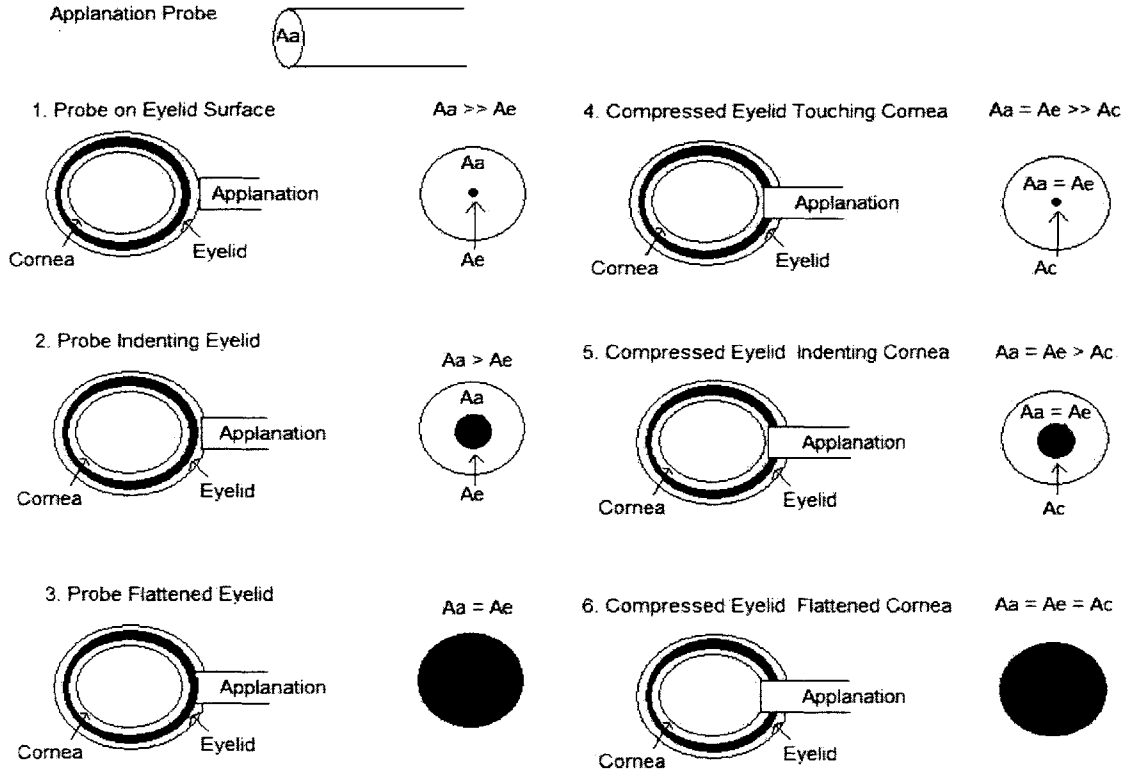 Applanation Probe
Aa
1. Probe on Eyelid Surface
Aa >> Ae
Aa
Applanation
Cornea
Eyelid
Ae
2. Probe Indenting Eyelid
Aa > Ae
Aa
Applanation
Cornea
Eyelid
Ae
3. Probe Flattened Eyelid
Aa = Ae
Applanation
Cornea
Eyelid
4. Compressed Eyelid Touching Cornea
Aa = Ae >> Ac
Aa = Ae
Applanation
Cornea
Eyelid
Ac
5. Compressed Eyelid Indenting Cornea
Aa = Ae > Ac
Aa = Ae
Applanation
Cornea
Eyelid
Ac
6. Compressed Eyelid Flattened Cornea
Aa = Ae = Ac
Applanation
Cornea
Eyelid